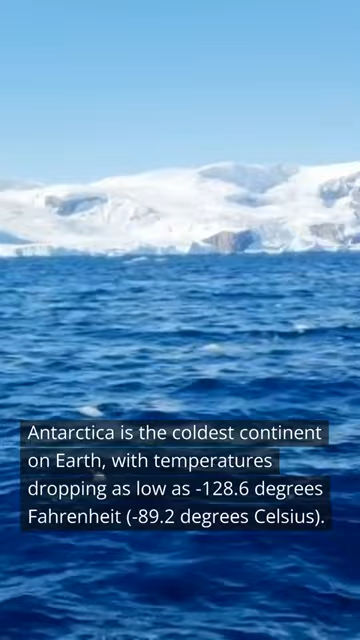 Antarctica is the coldest continent
on Earth, with temperatures
dropping as low as -128.6 degrees
Fahrenheit (-89.2 degrees Celsius).